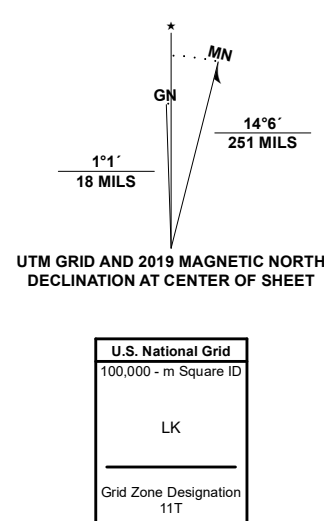 MN
GN
14°6´
251 MILS
1°1´
18 MILS
UTM GRID AND 2019 MAGNETIC NORTH
DECLINATION AT CENTER OF SHEET
U.S. National Grid
100,000 - m Square ID
LK
Grid Zone Designation
11T